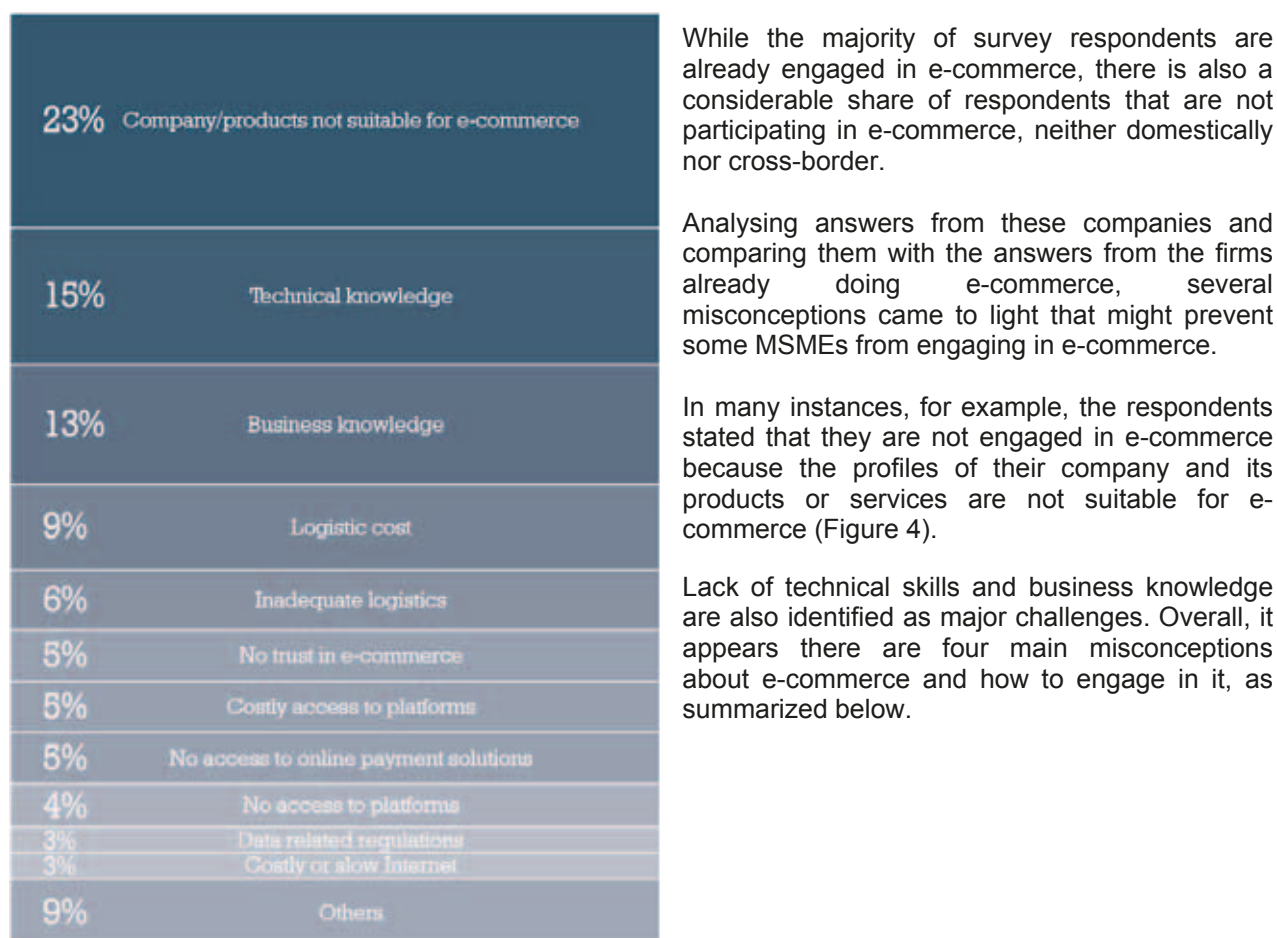 23% Company/products not suitable for e-commerce
15% Technical knowledge
13% Business knowledge
9% Logistic cost
6% Inadequate logistics
5% No trust in e-commerce
5% Costly access to platforms
5% No access to online payment solutions
4% No access to platforms
3% Data related regulations
3% Costly or slow Internet
9% Others
While the majority of survey respondents are
already engaged in e-commerce, there is also a
considerable share of respondents that are not
participating in e-commerce, neither domestically
nor cross-border.
Analysing answers from these companies and
comparing them with the answers from the firms
already doing e-commerce, several
misconceptions came to light that might prevent
some MSMEs from engaging in e-commerce.
In many instances, for example, the respondents
stated that they are not engaged in e-commerce
because the profiles of their company and its
products or services are not suitable for e-
commerce (Figure 4).
Lack of technical skills and business knowledge
are also identified as major challenges. Overall, it
appears there are four main misconceptions
about e-commerce and how to engage in it, as
summarized below.